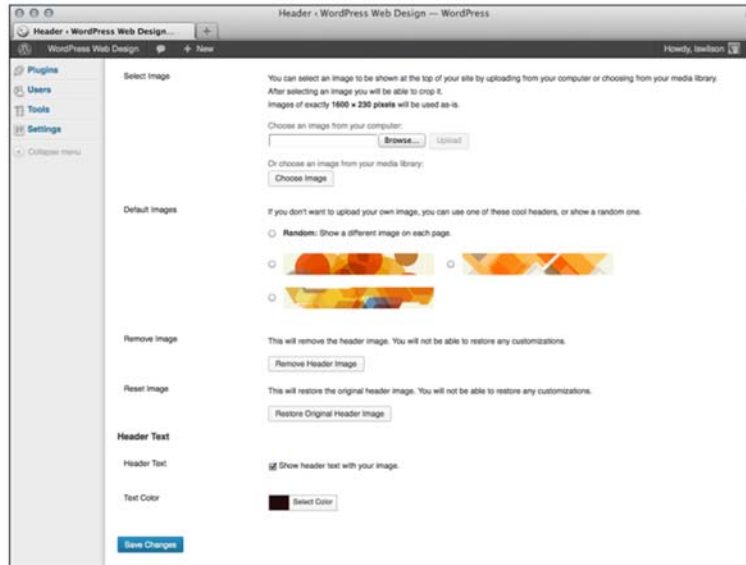 Header ‹ WordPress Web Design — WordPress
Header ‹ WordPress Web Design...
WordPress Web Design
+ New
Howdy, lswilson
Plugins
Users
Tools
Settings
Collapse menu
Select Image
You can select an image to be shown at the top of your site by uploading from your computer or choosing from your media library.
After selecting an image you will be able to crop it.
Images of exactly 1600 × 230 pixels will be used as-is.
Choose an image from your computer:
Browse...
Upload
Or choose an image from your media library:
Choose Image
Default Images
If you don't want to upload your own image, you can use one of these cool headers, or show a random one.
Random: Show a different image on each page.
Remove Image
This will remove the header image. You will not be able to restore any customizations.
Remove Header Image
Reset Image
This will restore the original header image. You will not be able to restore any customizations.
Restore Original Header Image
Header Text
Header Text
Show header text with your image.
Text Color
Select Color
Save Changes